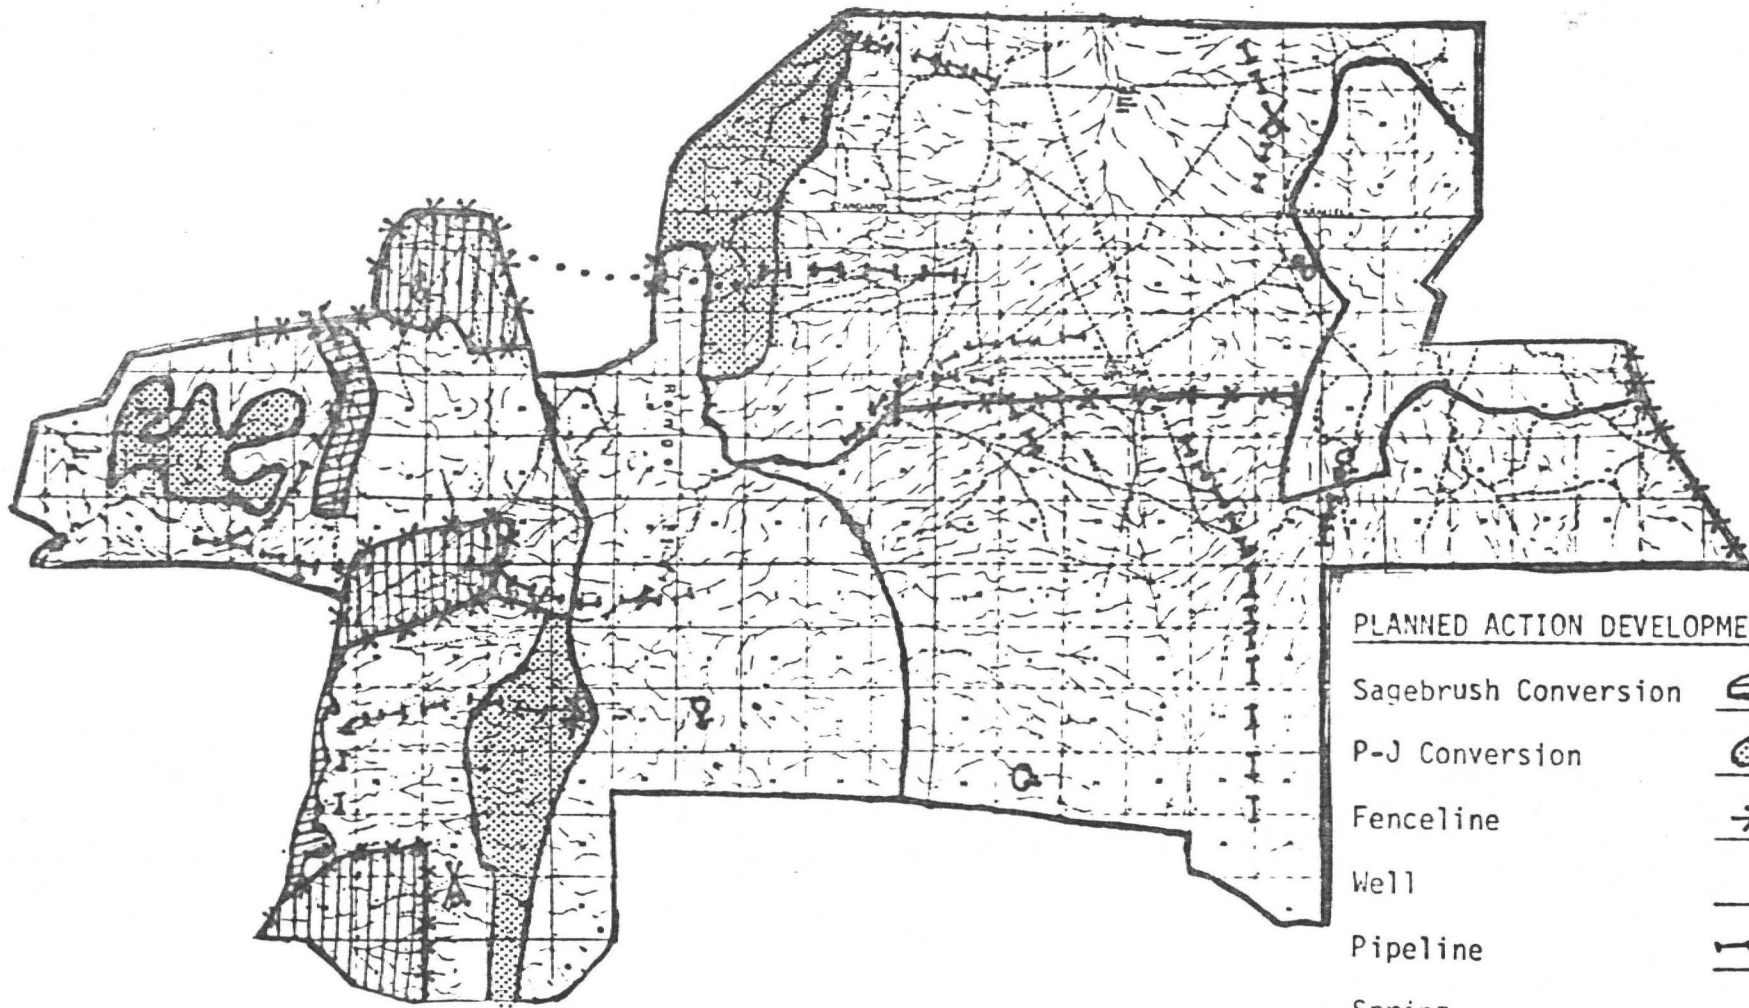 PLANNED ACTION DEVELOPME
Sagebrush Conversion
P-J Conversion
Fenceline
Well
Pipeline